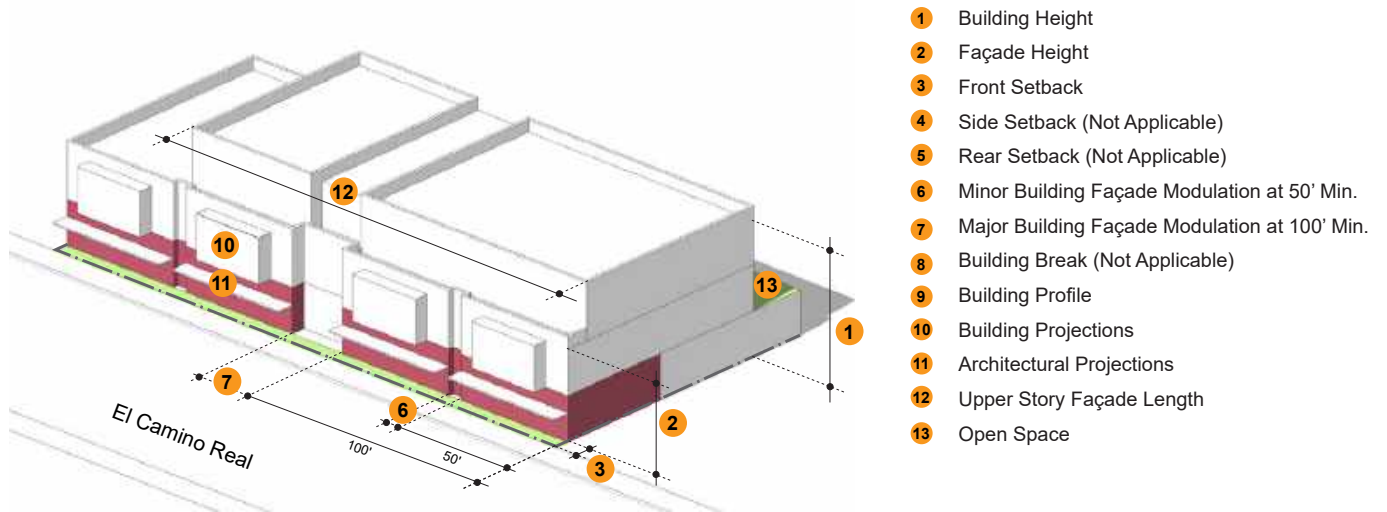 1 Building Height
2 Façade Height
3 Front Setback
4 Side Setback (Not Applicable)
5 Rear Setback (Not Applicable)
6 Minor Building Façade Modulation at 50’ Min.
7 Major Building Façade Modulation at 100’ Min.
8 Building Break (Not Applicable)
9 Building Profile
10 Building Projections
11 Architectural Projections
12 Upper Story Façade Length
13 Open Space
12
10
11
13
1
7
6
2
3
100’
50’
El Camino Real